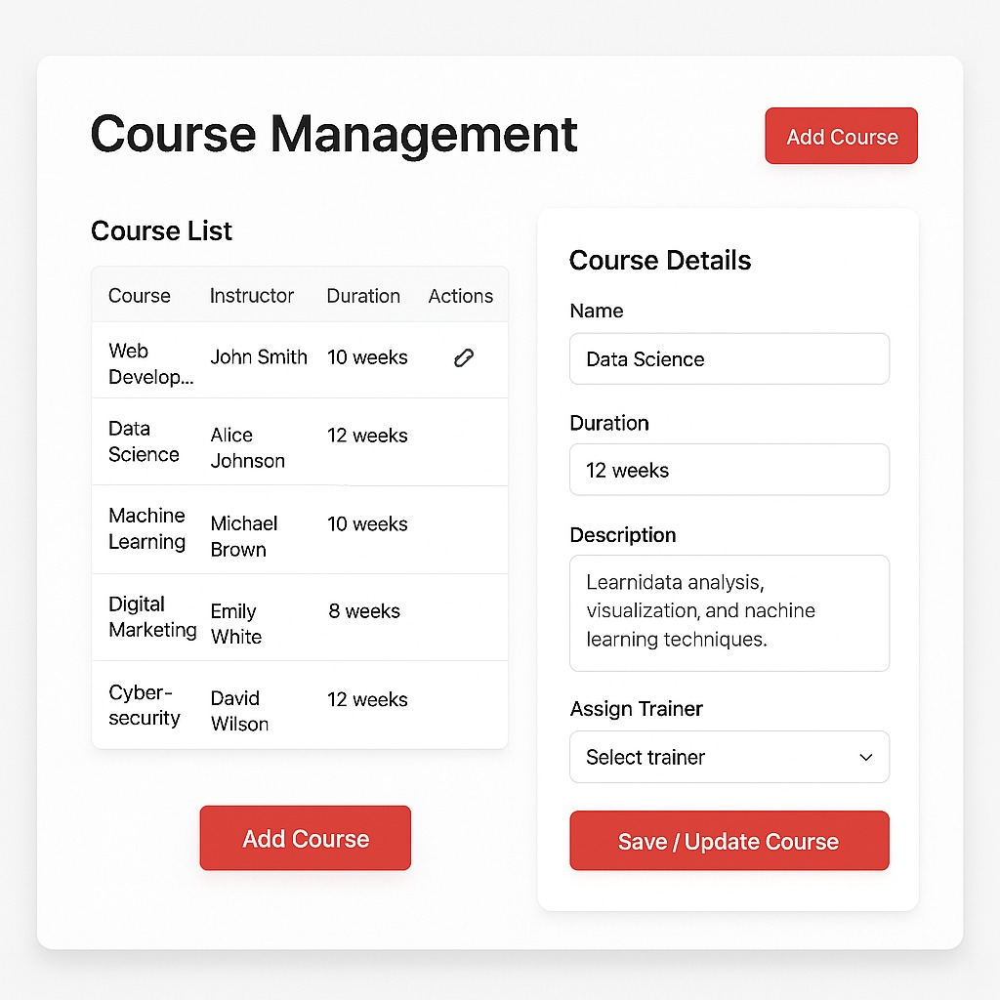 Course Management
Add Course
Course List
Course Instructor Duration Actions
Web
Develop...
John Smith
10 weeks
Data
Science
Alice
Johnson
12 weeks
Machine
Learning
Michael
Brown
10 weeks
Digital
Marketing
Emily
White
8 weeks
Cyber-
security
David
Wilson
12 weeks
Add Course
Course Details
Name
Data Science
Duration
12 weeks
Description
Learnidata analysis,
visualization, and nachine
learning techniques.
Assign Trainer
Select trainer
Save / Update Course